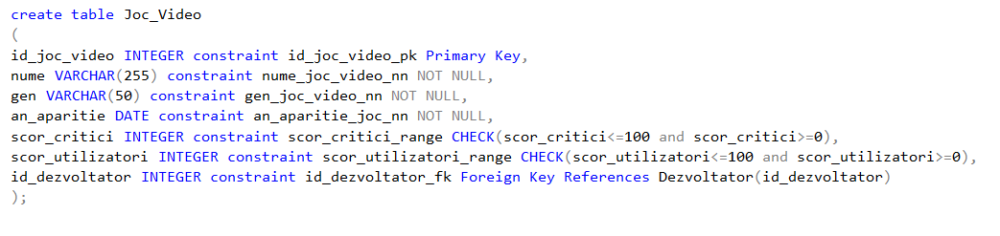 create table Joc_Video
(
id_joc_video INTEGER constraint id_joc_video_pk Primary Key,
nume VARCHAR(255) constraint nume_joc_video_nn NOT NULL,
gen VARCHAR(50) constraint gen_joc_video_nn NOT NULL,
an_aparitie DATE constraint an_aparitie_joc_nn NOT NULL,
scor_critici INTEGER constraint scor_critici_range CHECK(scor_critici<=100 and scor_critici>=0),
scor_utilizatori INTEGER constraint scor_utilizatori_range CHECK(scor_utilizatori<=100 and scor_utilizatori>=0),
id_dezvoltator INTEGER constraint id_dezvoltator_fk Foreign Key References Dezvoltator(id_dezvoltator)
);